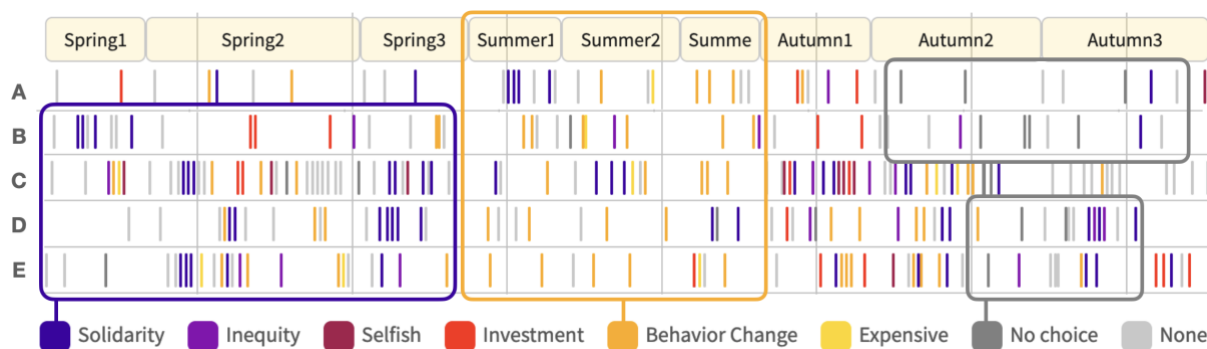 Spring1 Spring2 Spring3 Summer1 Summer2 Summe Autumn1 Autumn2 Autumn3
A
B
C
D
E
Solidarity Inequity Selfish Investment Behavior Change Expensive No choice None